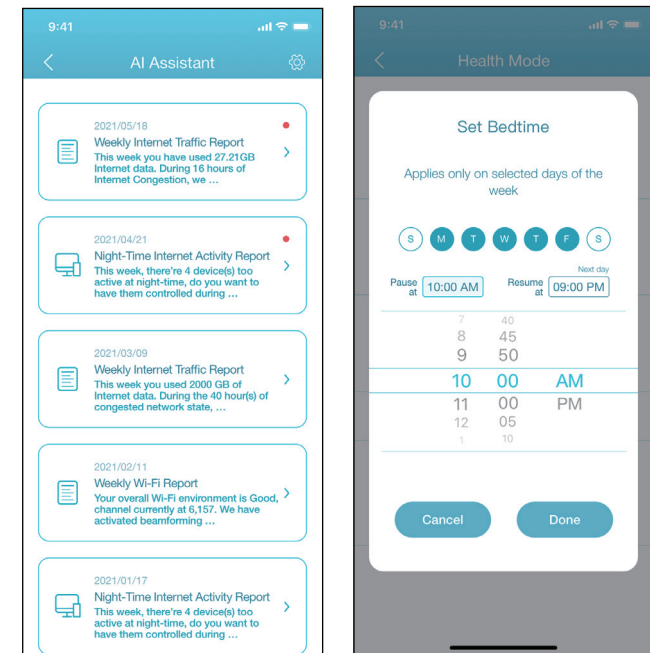 9:41
AI Assistant
2021/05/18
Weekly Internet Traffic Report
This week you have used 27.21GB
Internet data. During 16 hours of
Internet Congestion, we ...
2021/04/21
Night-Time Internet Activity Report
This week, there're 4 device(s) too
active at night-time, do you want to
have them controlled during ...
2021/03/09
Weekly Internet Traffic Report
This week you used 2000 GB of
Internet data. During the 40 hour(s) of
congested network state, ...
2021/02/11
Weekly Wi-Fi Report
Your overall Wi-Fi environment is Good,
channel currently at 6,157. We have
activated beamforming ...
2021/01/17
Night-Time Internet Activity Report
This week, there're 4 device(s) too
active at night-time, do you want to
have them controlled during ...
9:41
Health Mode
Set Bedtime
Applies only on selected days of the
week
S M T W T F S
Next day
Pause at 10:00 AM Resume at 09:00 PM
7 40
8 45
9 50
10 00 AM
11 00 PM
12 05
1 10
Cancel Done